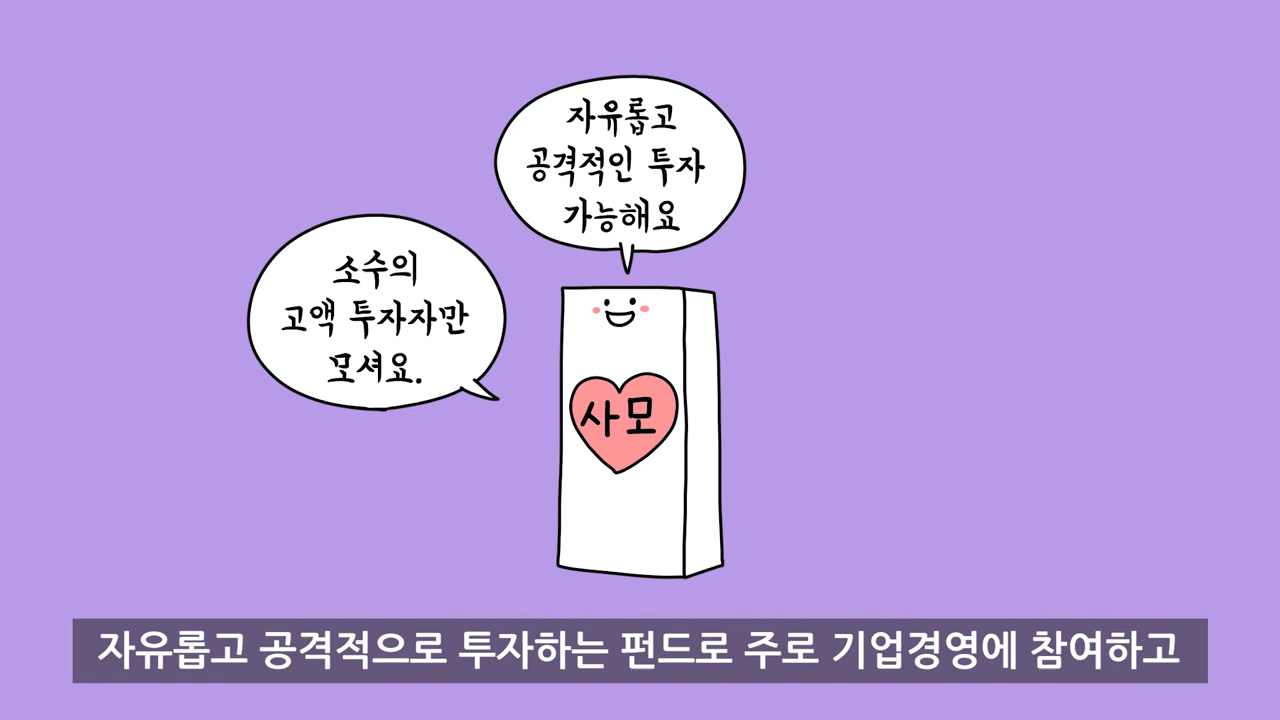 자유롭고
공격적인 투자
가능해요
소수의
고액 투자자만
모셔요.
사모
자유롭고 공격적으로 투자하는 펀드로 주로 기업경영에 참여하고